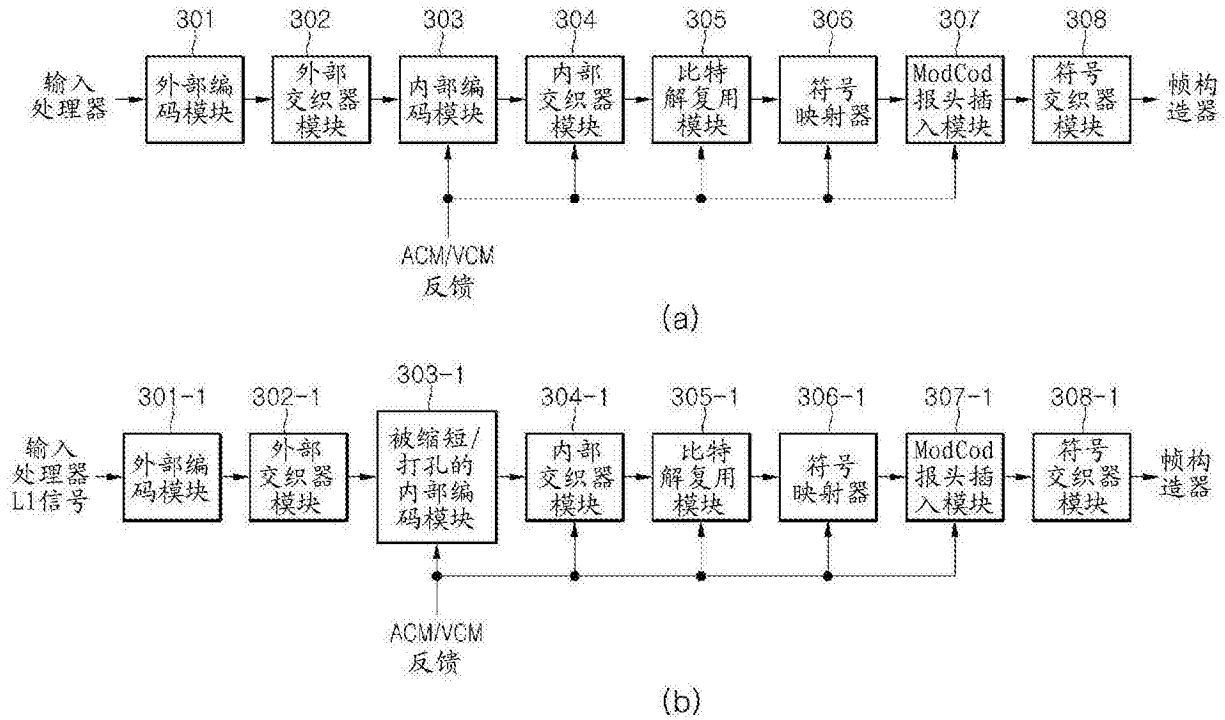 301 302 303 304 305 306 307 308
输入
处理器
外部编
码模块
外部
交织器
模块
内部编
码模块
内部
交织器
模块
比特
解复用
模块
符号
映射器
ModCod
报头插
入模块
符号
交织器
模块
帧构
造器
ACM/VCM
反馈
(a)
301-1 302-1 303-1 304-1 305-1 306-1 307-1 308-1
输入
处理器
L1信号
外部编
码模块
外部
交织器
模块
被缩短/
打孔的
内部编
码模块
内部
交织器
模块
比特
解复用
模块
符号
映射器
ModCod
报头插
入模块
符号
交织器
模块
帧构
造器
ACM/VCM
反馈
(b)